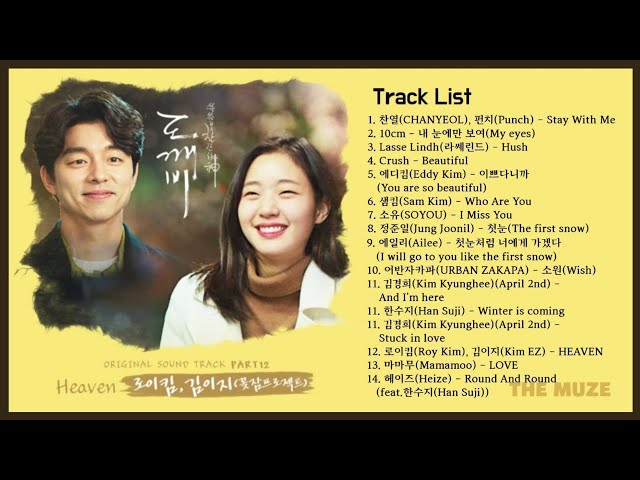 도깨비
ORIGINAL SOUND TRACK PART 12
Heaven 로이킴, 김이지(꽃잠프로젝트)
Track List
1. 찬열(CHANYEOL), 펀치(Punch) - Stay With Me
2. 10cm - 내 눈에만 보여(My eyes)
3. Lasse Lindh(라쎄린드) - Hush
4. Crush - Beautiful
5. 에디킴(Eddy Kim) - 이쁘다니까
(You are so beautiful)
6. 샘김(Sam Kim) - Who Are You
7. 소유(SOYOU) - I Miss You
8. 정준일(Jung Joonil) - 첫눈(The first snow)
9. 에일리(Ailee) - 첫눈처럼 너에게 가겠다
(I will go to you like the first snow)
10. 어반자카파(URBAN ZAKAPA) - 소원(Wish)
11. 김경희(Kim Kyunghee)(April 2nd) -
And I'm here
11. 한수지(Han Suji) - Winter is coming
11. 김경희(Kim Kyunghee)(April 2nd) -
Stuck in love
12. 로이킴(Roy Kim), 김이지(Kim EZ) - HEAVEN
13. 마마무(Mamamoo) - LOVE
14. 헤이즈(Heize) - Round And Round
(feat.한수지(Han Suji))
THE MUZE